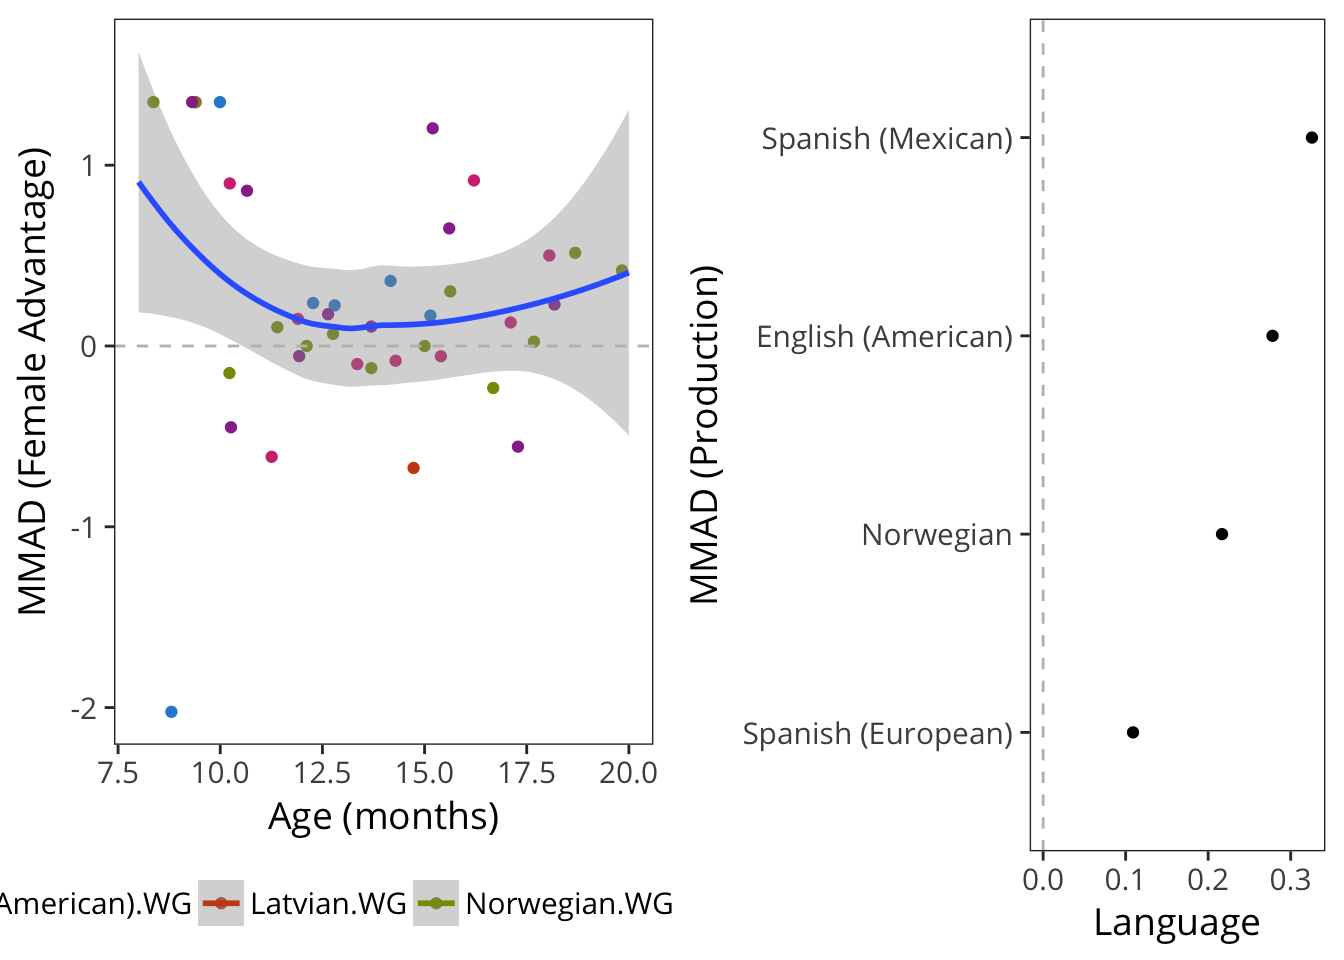 MMAD (Female Advantage)
1
0
-1
-2
7.5 10.0 12.5 15.0 17.5 20.0
Age (months)
American).WG Latvian.WG Norwegian.WG
MMAD (Production)
Spanish (Mexican)
English (American)
Norwegian
Spanish (European)
0.0 0.1 0.2 0.3
Language